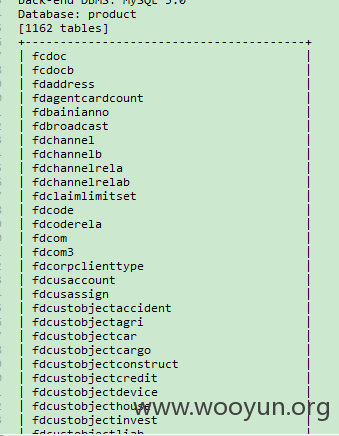 back-end DBMS: MySQL 5.0
Database: product
[1162 tables]
+----------------------------------------+
| fcdoc |
| fcdocb |
| fdaddress |
| fdagentcardcount |
| fdbainianno |
| fdbroadcast |
| fdchannel |
| fdchannelb |
| fdchannelrela |
| fdchannelrelab |
| fdclaimlimitset |
| fdcode |
| fdcoderela |
| fdcom |
| fdcom3 |
| fdcorpclienttype |
| fdcusaccount |
| fdcusassign |
| fdcustobjectaccident |
| fdcustobjectagri |
| fdcustobjectcar |
| fdcustobjectcargo |
| fdcustobjectconstruct |
| fdcustobjectcredit |
| fdcustobjectdevice |
| fdcustobjecthouse |
www.wooyun.org
| fdcustobjectinvest |
| fdcustobjectliab |